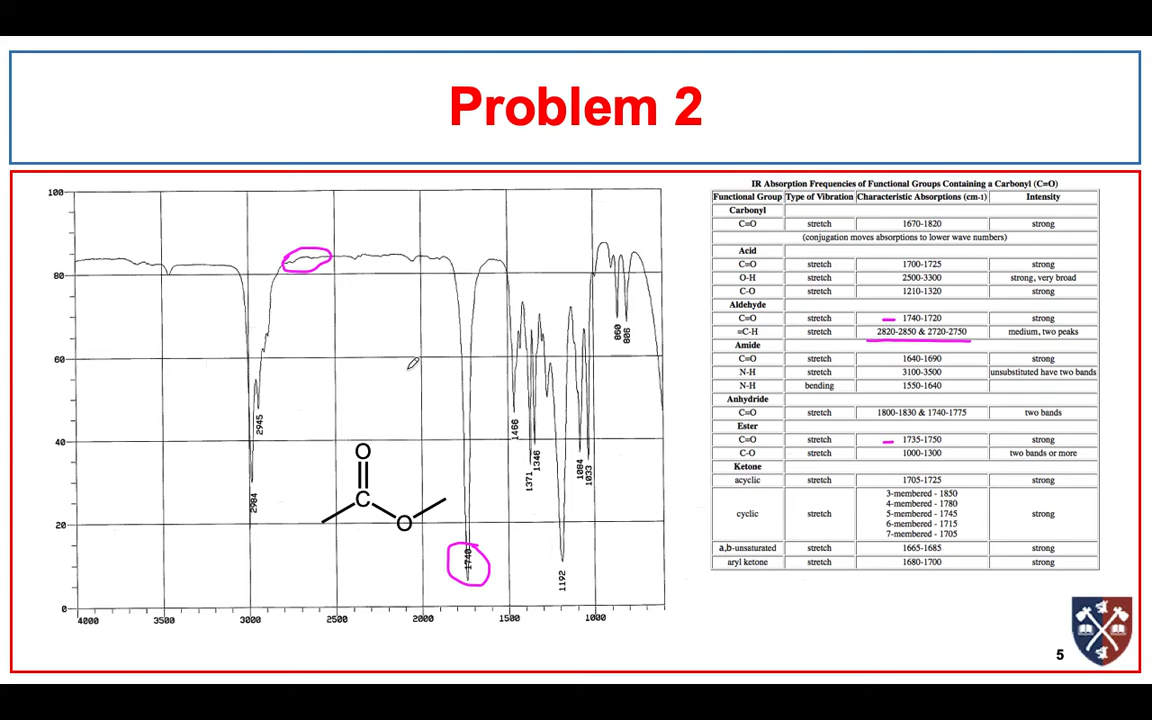 Problem 2
100
80
60
40
20
0
4000 3500 3000 2500 2000 1500 1000
2984
2945
1740
1466
1371
1346
1192
1084
1033
860
806
O
C
O
IR Absorption Frequencies of Functional Groups Containing a Carbonyl (C=O)
Functional Group Type of Vibration Characteristic Absorptions (cm-1) Intensity
Carbonyl
C=O stretch 1670-1820 strong
(conjugation moves absorptions to lower wave numbers)
Acid
C=O stretch 1700-1725 strong
O-H stretch 2500-3300 strong, very broad
C-O stretch 1210-1320 strong
Aldehyde
C=O stretch 1740-1720 strong
=C-H stretch 2820-2850 & 2720-2750 medium, two peaks
Amide
C=O stretch 1640-1690 strong
N-H stretch 3100-3500 unsubstituted have two bands
N-H bending 1550-1640
Anhydride
C=O stretch 1800-1830 & 1740-1775 two bands
Ester
C=O stretch 1735-1750 strong
C-O stretch 1000-1300 two bands or more
Ketone
acyclic stretch 1705-1725 strong
3-membered - 1850
4-membered - 1780
cyclic stretch 5-membered - 1745 strong
6-membered - 1715
7-membered - 1705
a,b-unsaturated stretch 1665-1685 strong
aryl ketone stretch 1680-1700 strong
5